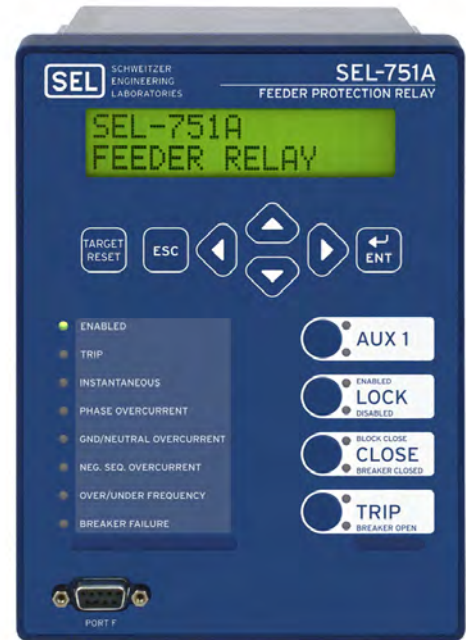 SEL
SCHWEITZER
ENGINEERING
LABORATORIES
SEL-751A
FEEDER PROTECTION RELAY
SEL-751A
FEEDER RELAY
TARGET
RESET
ESC
ENT
ENABLED
TRIP
INSTANTANEOUS
PHASE OVERCURRENT
GND/NEUTRAL OVERCURRENT
NEG. SEQ. OVERCURRENT
OVER/UNDER FREQUENCY
BREAKER FAILURE
AUX 1
ENABLED
LOCK
DISABLED
BLOCK CLOSE
CLOSE
BREAKER CLOSED
TRIP
BREAKER OPEN
PORT F